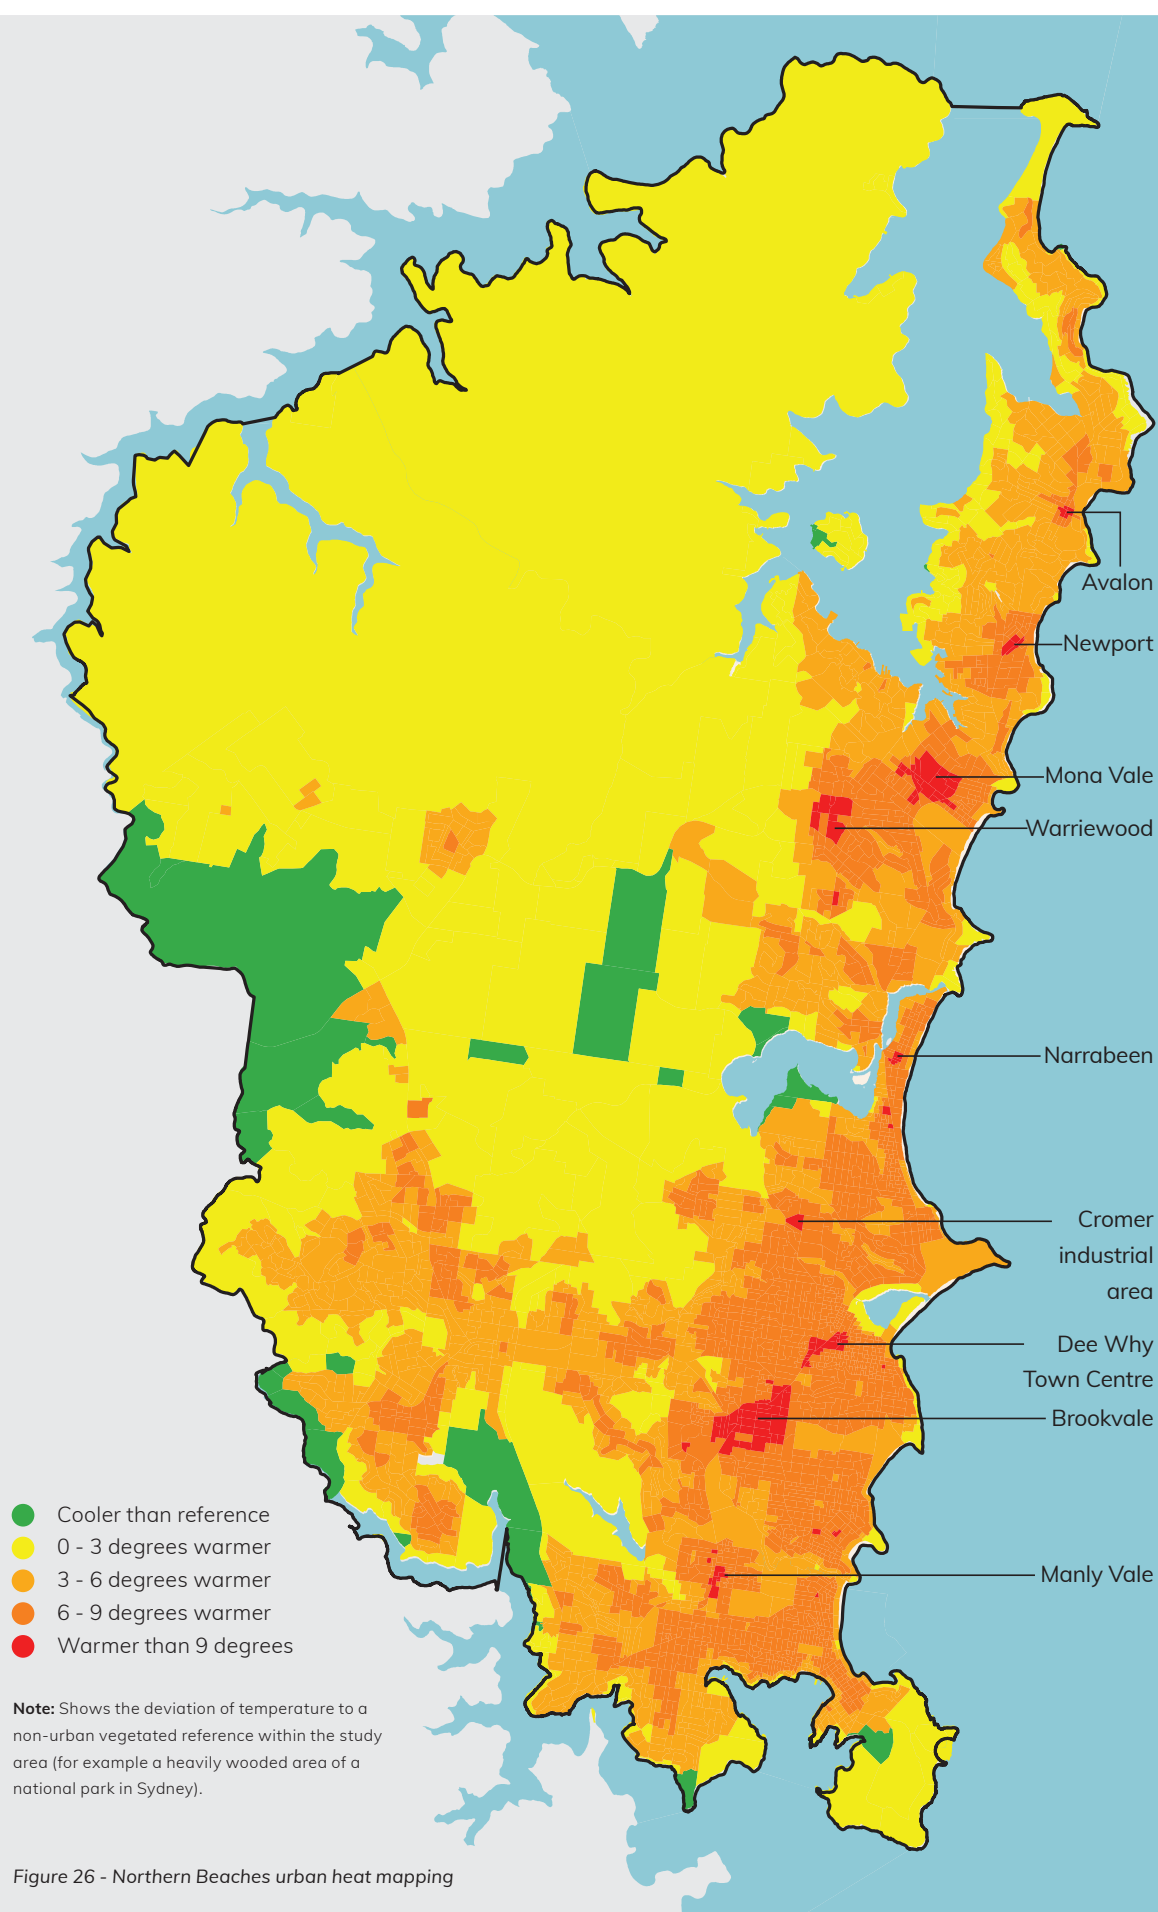 Avalon
Newport
Mona Vale
Warriewood
Narrabeen
Cromer
industrial
area
Dee Why
Town Centre
Brookvale
Manly Vale
Cooler than reference
0 - 3 degrees warmer
3 - 6 degrees warmer
6 - 9 degrees warmer
Warmer than 9 degrees
Note: Shows the deviation of temperature to a
non-urban vegetated reference within the study
area (for example a heavily wooded area of a
national park in Sydney).
Figure 26 - Northern Beaches urban heat mapping